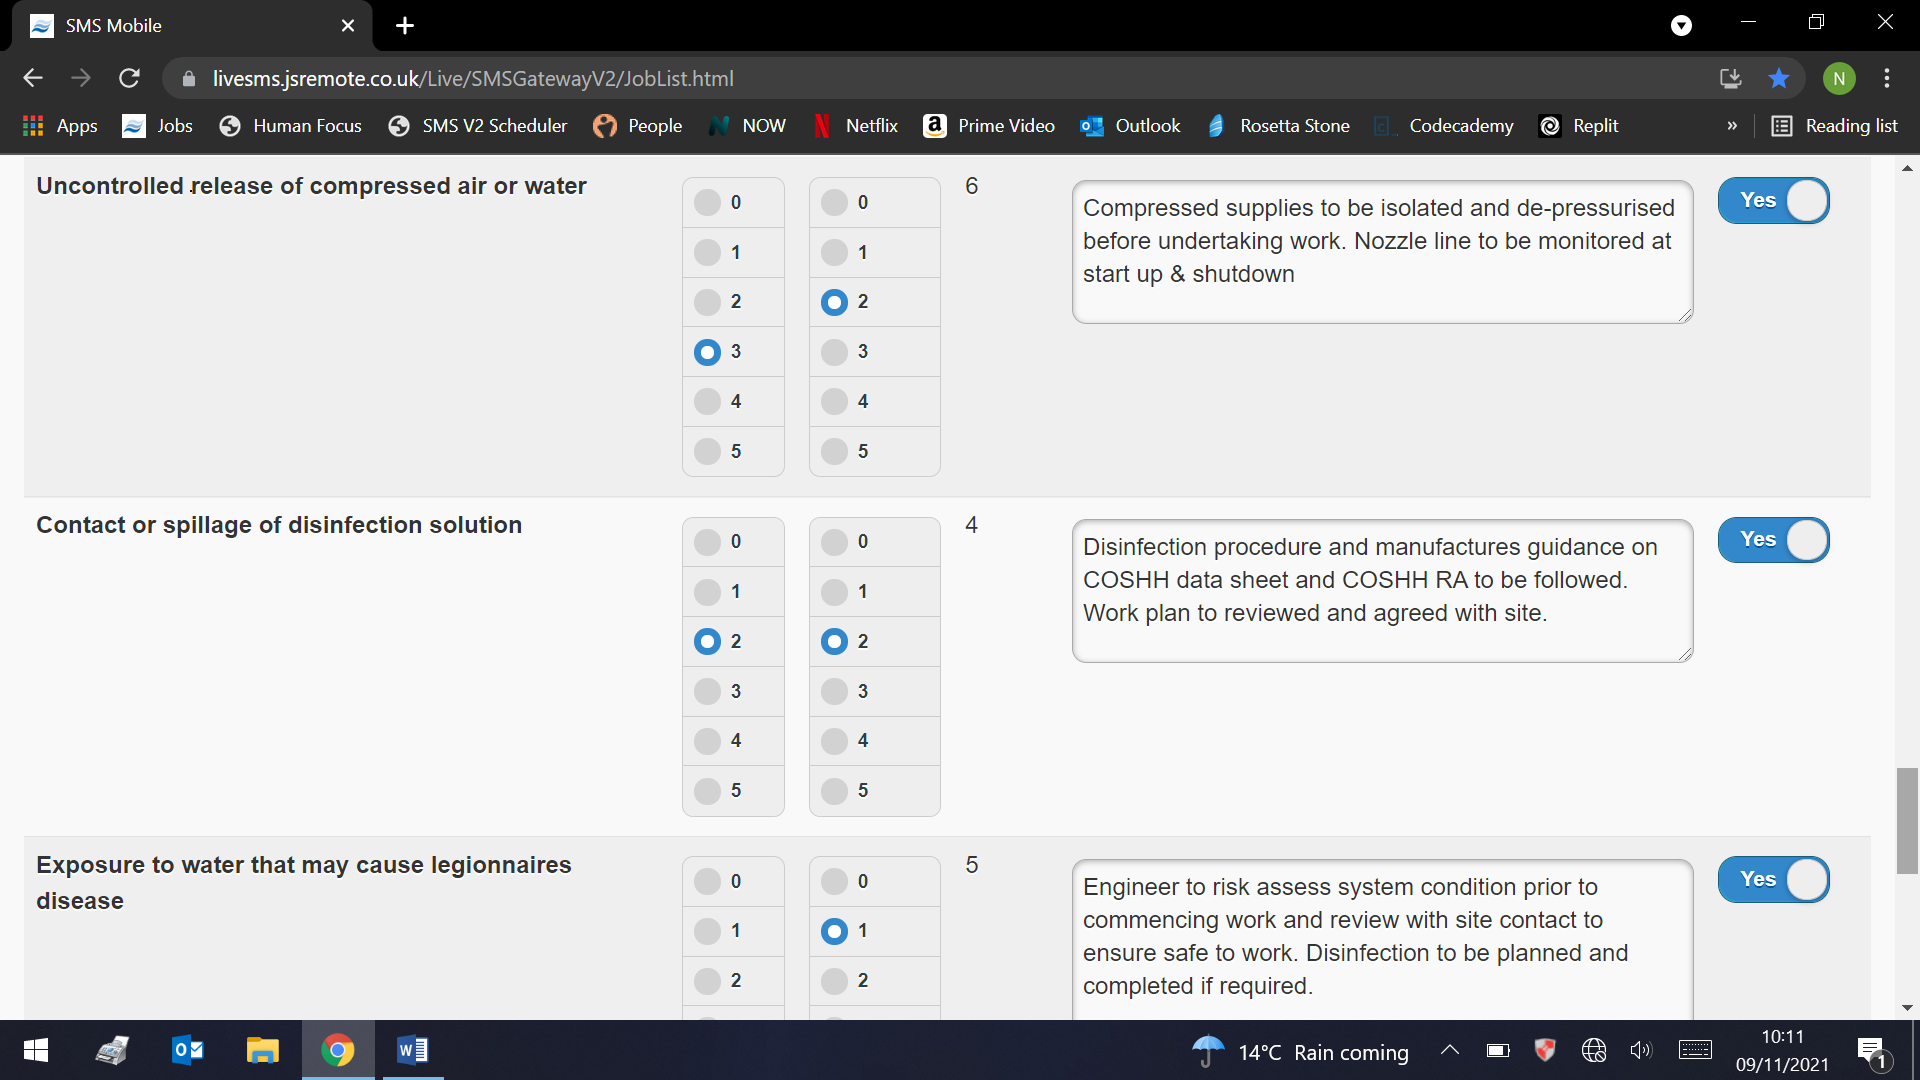 SMS Mobile
livesms.jsremote.co.uk/Live/SMSGatewayV2/JobList.html
N
Apps Jobs Human Focus SMS V2 Scheduler People NOW Netflix Prime Video Outlook Rosetta Stone Codecademy Replit » Reading list
Uncontrolled release of compressed air or water
0 0
1 1
2 2
3 3
4 4
5 5
6
Compressed supplies to be isolated and de-pressurised
before undertaking work. Nozzle line to be monitored at
start up & shutdown
Yes
Contact or spillage of disinfection solution
0 0
1 1
2 2
3 3
4 4
5 5
4
Disinfection procedure and manufactures guidance on
COSHH data sheet and COSHH RA to be followed.
Work plan to reviewed and agreed with site.
Yes
Exposure to water that may cause legionnaires
disease
0 0
1 1
2 2
5
Engineer to risk assess system condition prior to
commencing work and review with site contact to
ensure safe to work. Disinfection to be planned and
completed if required.
Yes
14°C Rain coming
10:11
09/11/2021
1